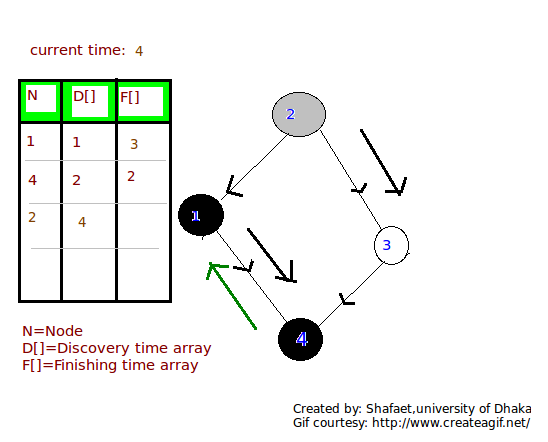 current time: 4
N D[] F[]
1 1 3
4 2 2
2 4
2
1
3
4
N=Node
D[]=Discovery time array
F[]=Finishing time array
Created by: Shafaet,university of Dhaka
Gif courtesy: http://www.createagif.net/